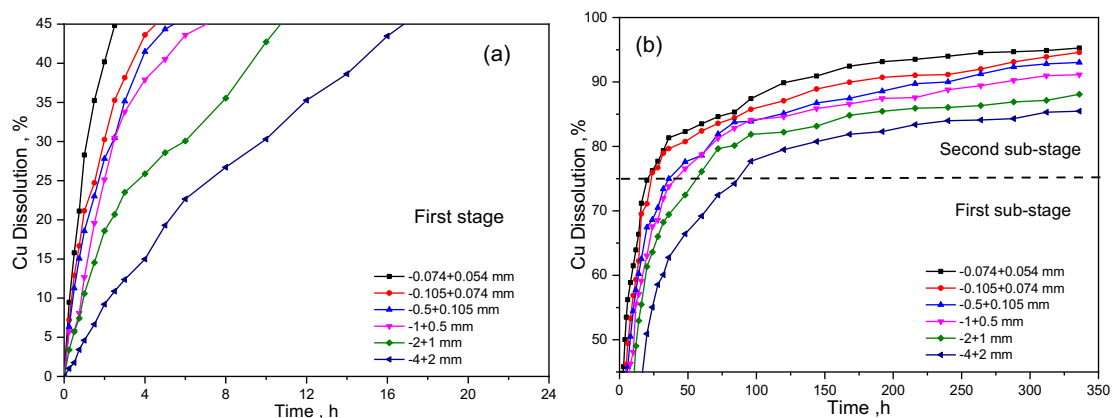 (a)
Cu Dissolution , %
45
40
35
30
25
20
15
10
5
0
First stage
-0.074+0.054 mm
-0.105+0.074 mm
-0.5+0.105 mm
-1+0.5 mm
-2+1 mm
-4+2 mm
0 4 8 12 16 20 24
Time , h
(b)
Cu Dissolution , %
100
90
80
70
60
50
Second sub-stage
First sub-stage
-0.074+0.054 mm
-0.105+0.074 mm
-0.5+0.105 mm
-1+0.5 mm
-2+1 mm
-4+2 mm
0 50 100 150 200 250 300 350
Time ,h